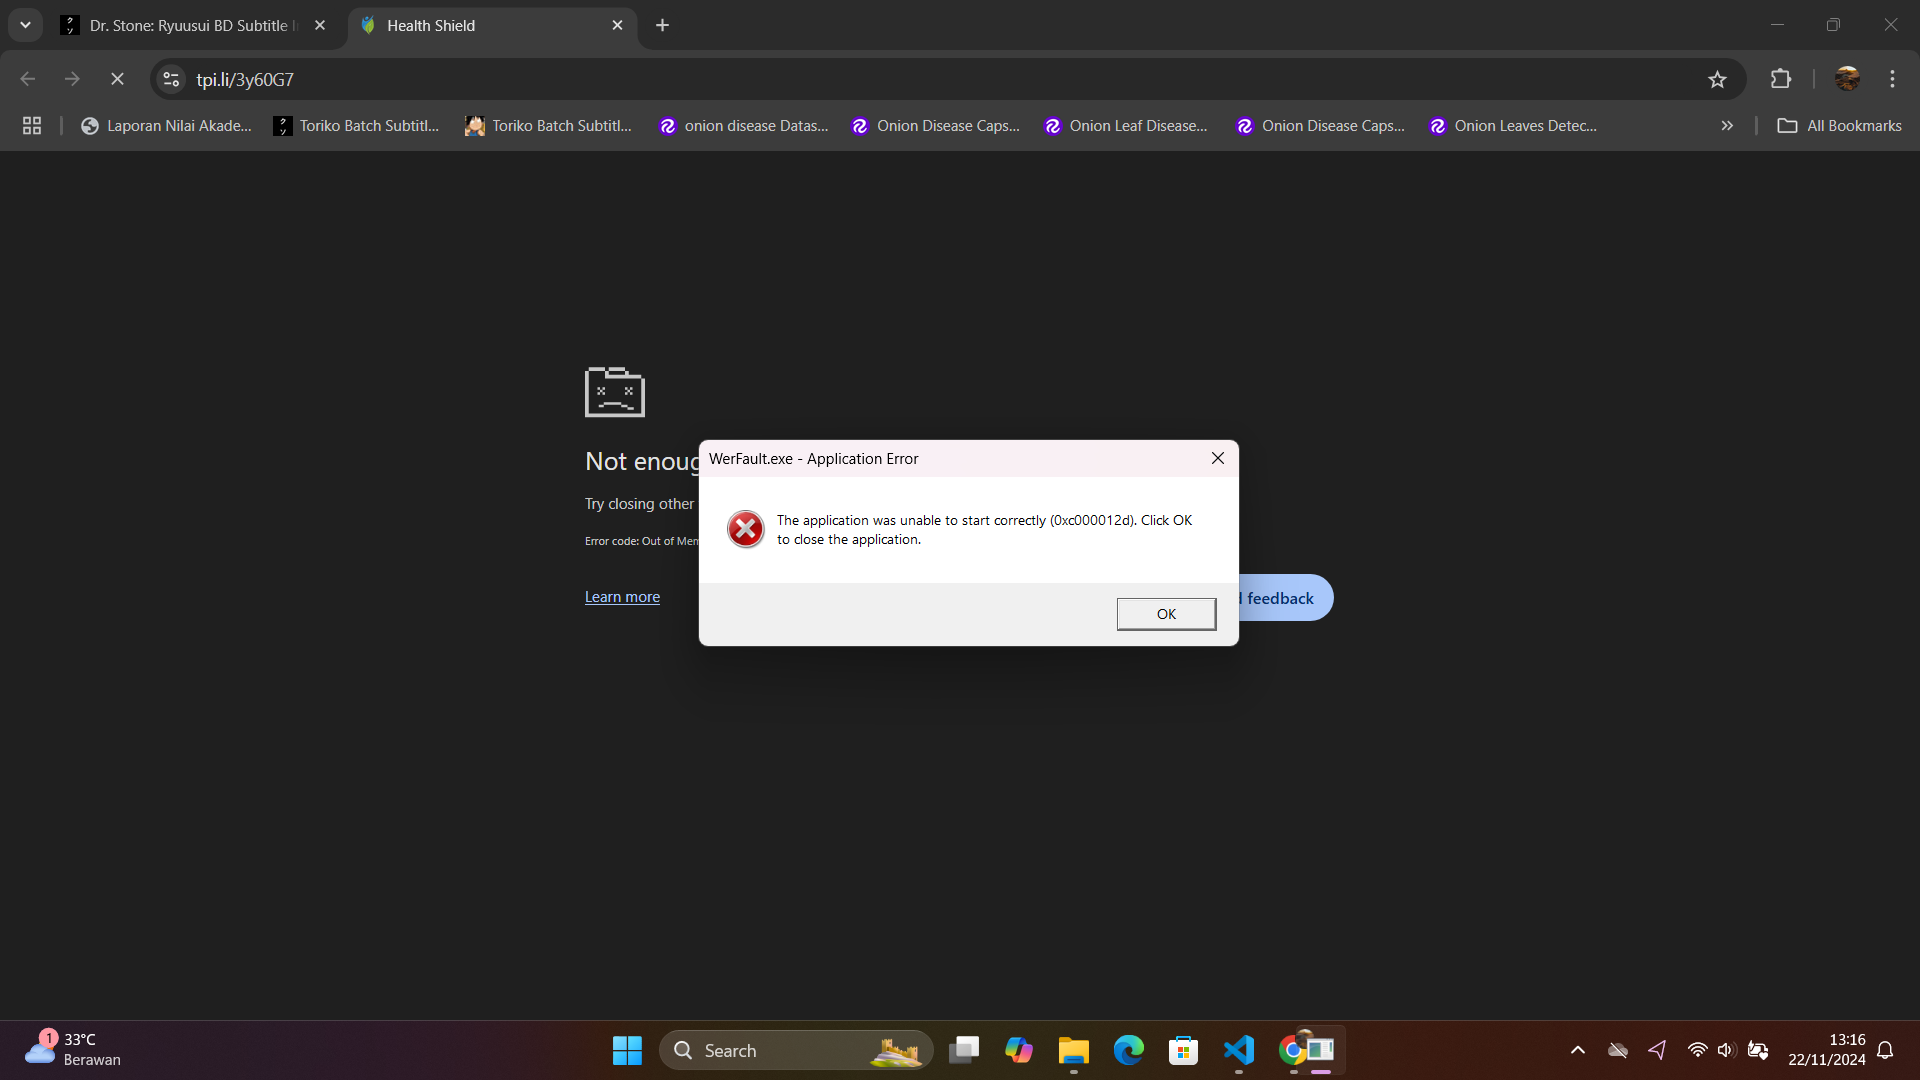 Dr. Stone: Ryuusui BD Subtitle
Health Shield
tpi.li/3y60G7
Laporan Nilai Akade...
Toriko Batch Subtitl...
Toriko Batch Subtitl...
onion disease Datas...
Onion Disease Caps...
Onion Leaf Disease...
Onion Disease Caps...
Onion Leaves Detec...
All Bookmarks
Not
Try closing other
Error code: Out of
Learn more
feedback
WerFault.exe - Application Error
The application was unable to start correctly (0xc000012d). Click OK
to close the application.
OK
1
33°C
Berawan
Search
13:16
22/11/2024